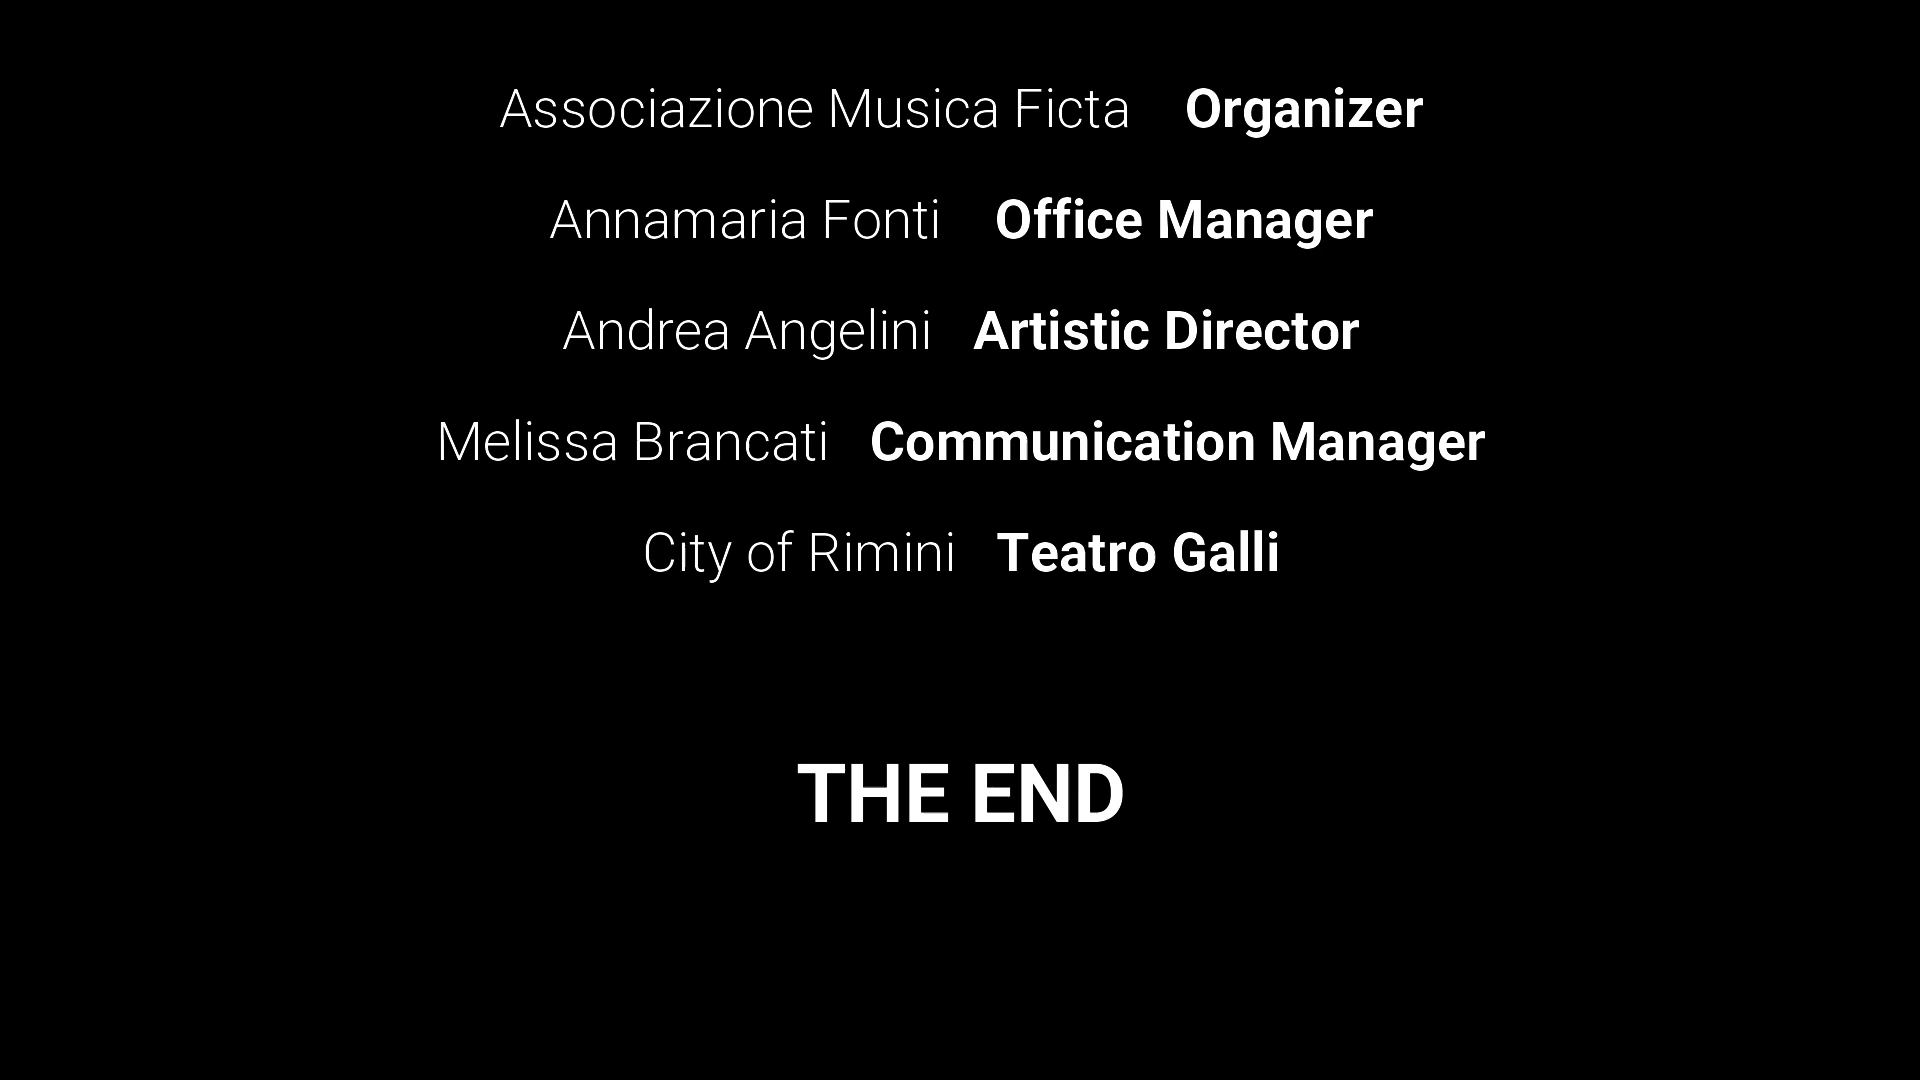 Associazione Musica Ficta Organizer
Annamaria Fonti Office Manager
Andrea Angelini Artistic Director
Melissa Brancati Communication Manager
City of Rimini Teatro Galli
THE END